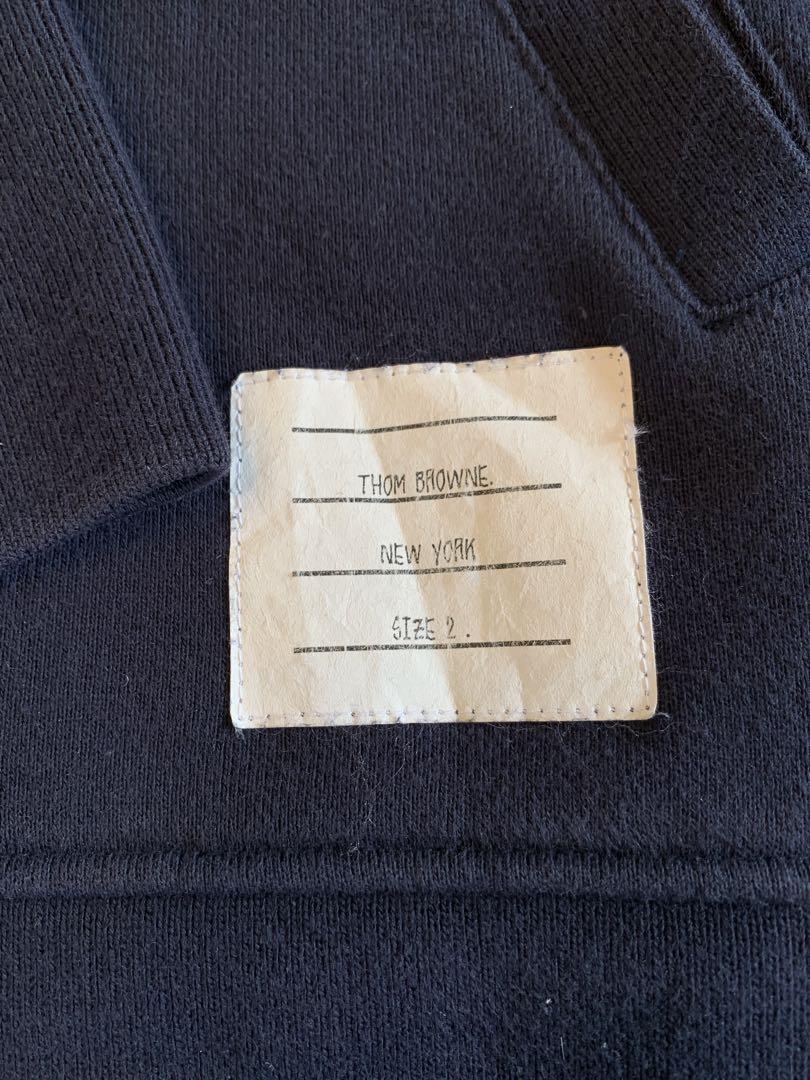 THOM BROWNE.
NEW YORK
SIZE 2.